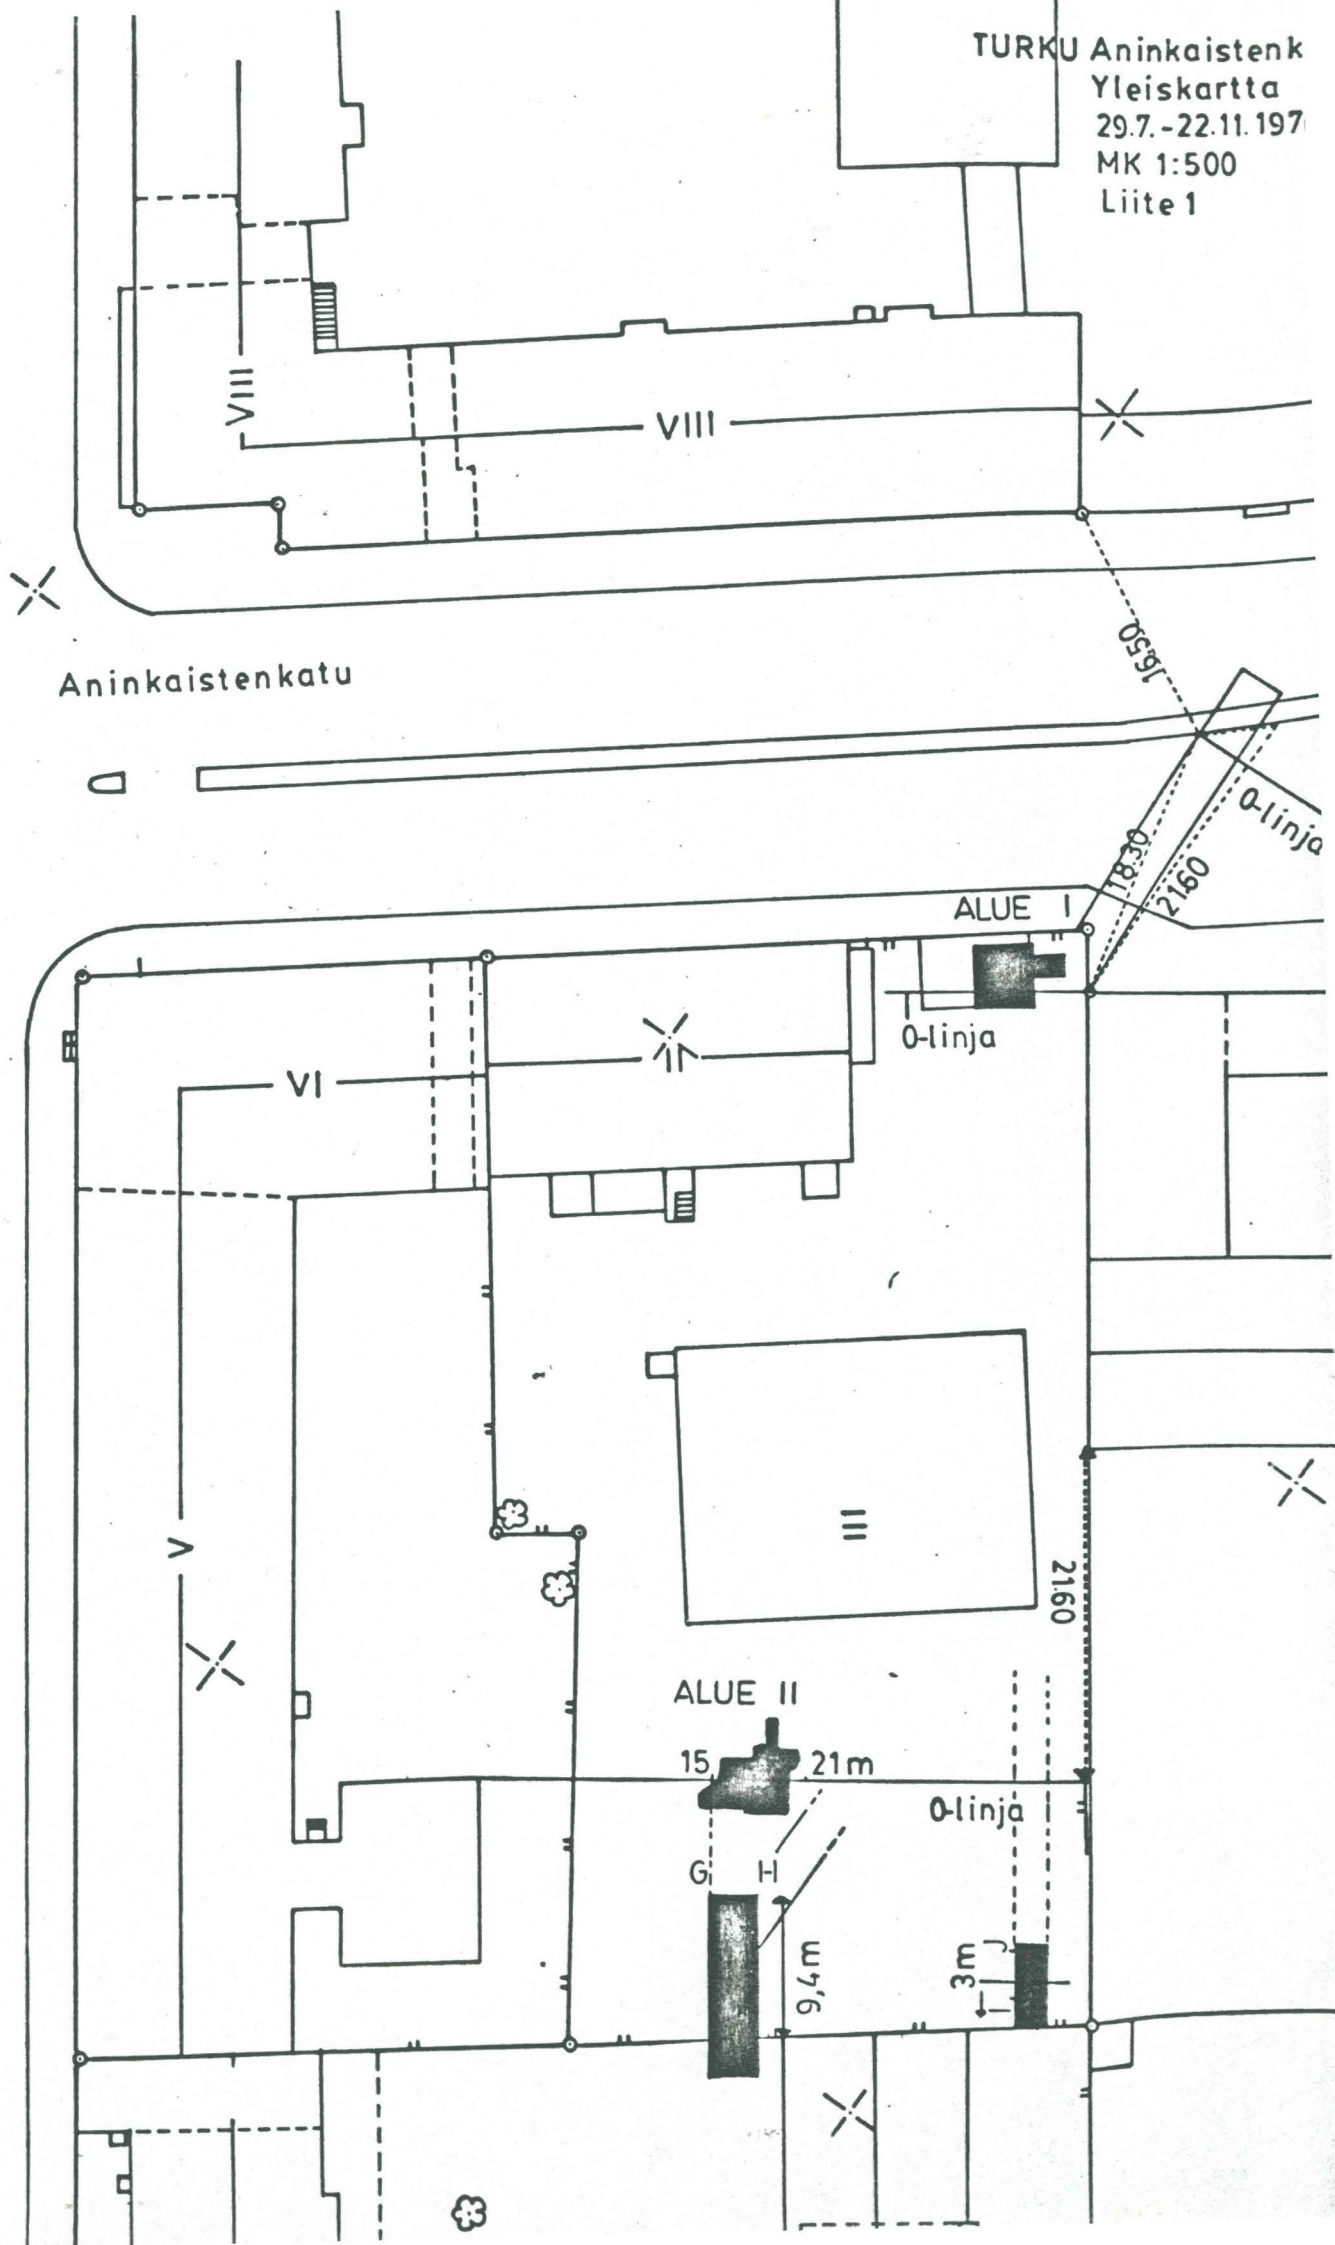 TURKU Aninkaistenk
Yleiskartta
29.7.-22.11.197
MK 1:500
Liite 1
VIII
VIII
16.50
Aninkaistenkatu
0-linja
18.30
21.60
ALUE I
0-linja
II
VI
III
V
21.60
ALUE II
15
21m
0-linja
G
H
9,4m
3m
J
I